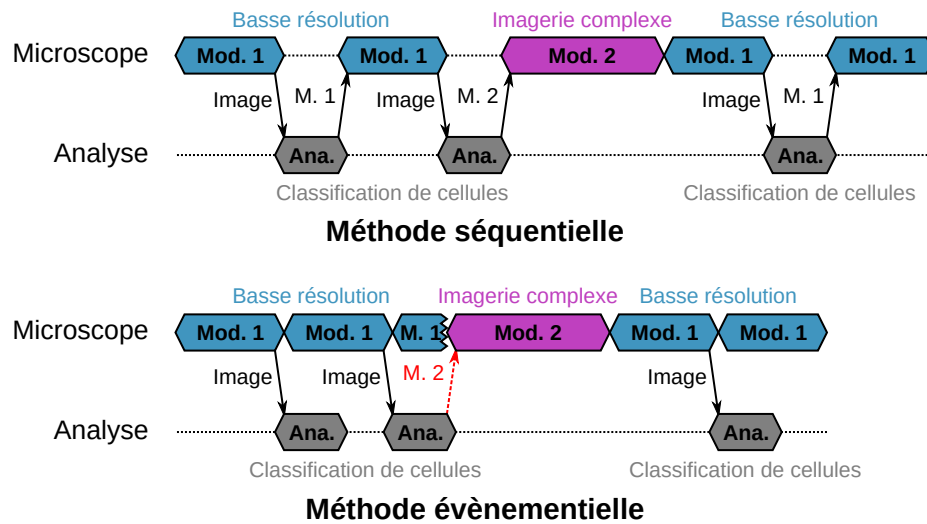 Basse résolution Imagerie complexe Basse résolution
Microscope Mod. 1 Mod. 1 Mod. 2 Mod. 1 Mod. 1
Image M. 1 Image M. 2 Image M. 1
Analyse Ana. Ana. Ana.
Classification de cellules Classification de cellules
Méthode séquentielle
Basse résolution Imagerie complexe Basse résolution
Microscope Mod. 1 Mod. 1 M. 1 Mod. 2 Mod. 1 Mod. 1
Image Image M. 2 Image
Analyse Ana. Ana. Ana.
Classification de cellules Classification de cellules
Méthode évènementielle